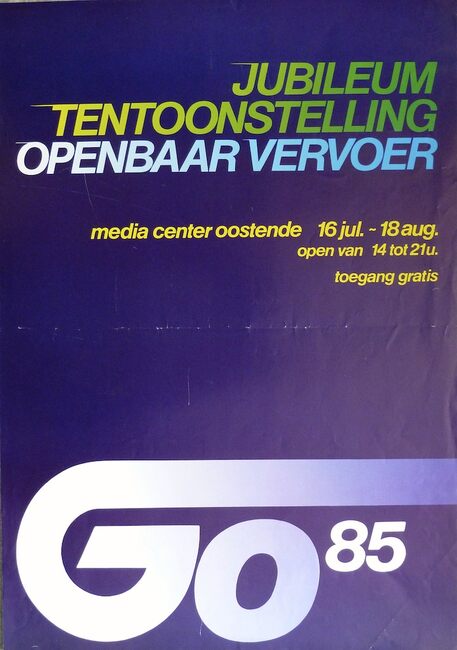 JUBILEUM
TENTOONSTELLING
OPENBAAR VERVOER
media center oostende 16 jul. ~ 18 aug.
open van 14 tot 21 u.
toegang gratis
Go 85